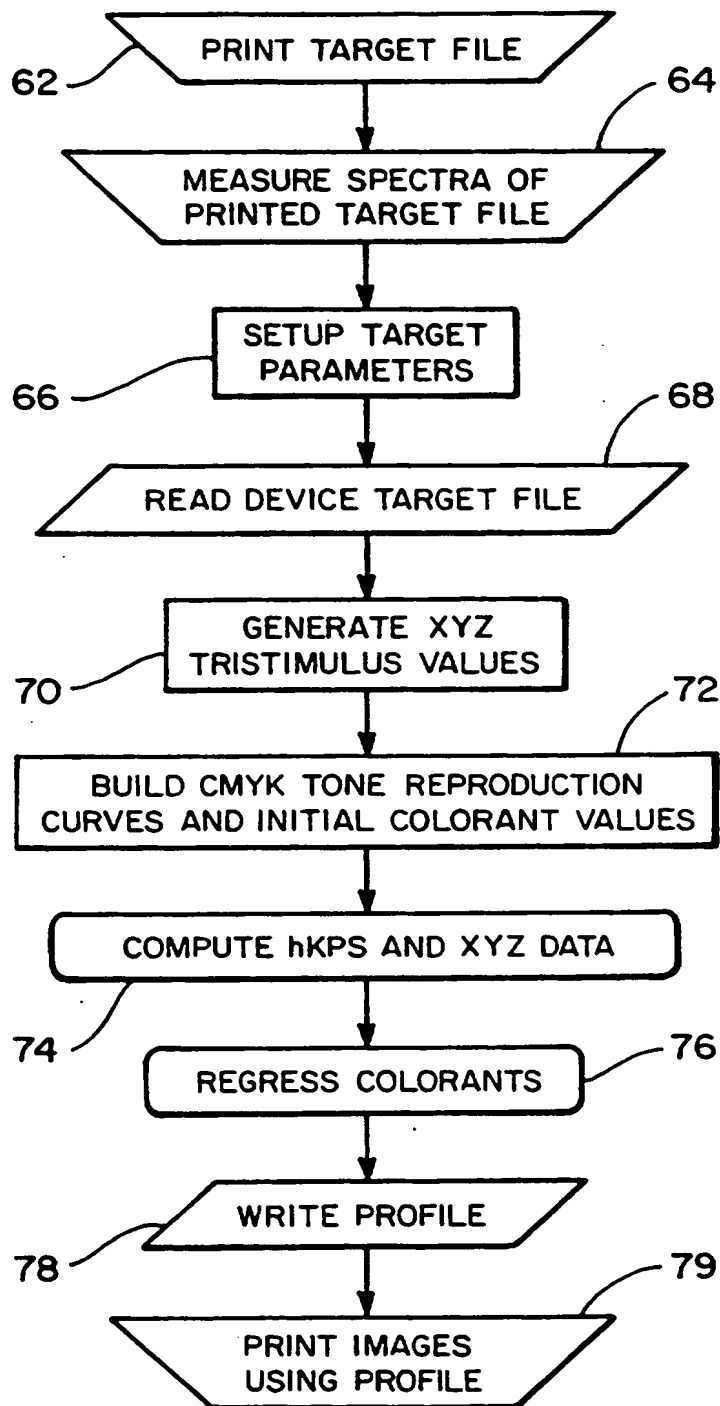 PRINT TARGET FILE
62
64
MEASURE SPECTRA OF
PRINTED TARGET FILE
SETUP TARGET
PARAMETERS
66
68
READ DEVICE TARGET FILE
GENERATE XYZ
TRISTIMULUS VALUES
70
72
BUILD CMYK TONE REPRODUCTION
CURVES AND INITIAL COLORANT VALUES
COMPUTE hKPS AND XYZ DATA
74
76
REGRESS COLORANTS
WRITE PROFILE
78
79
PRINT IMAGES
USING PROFILE